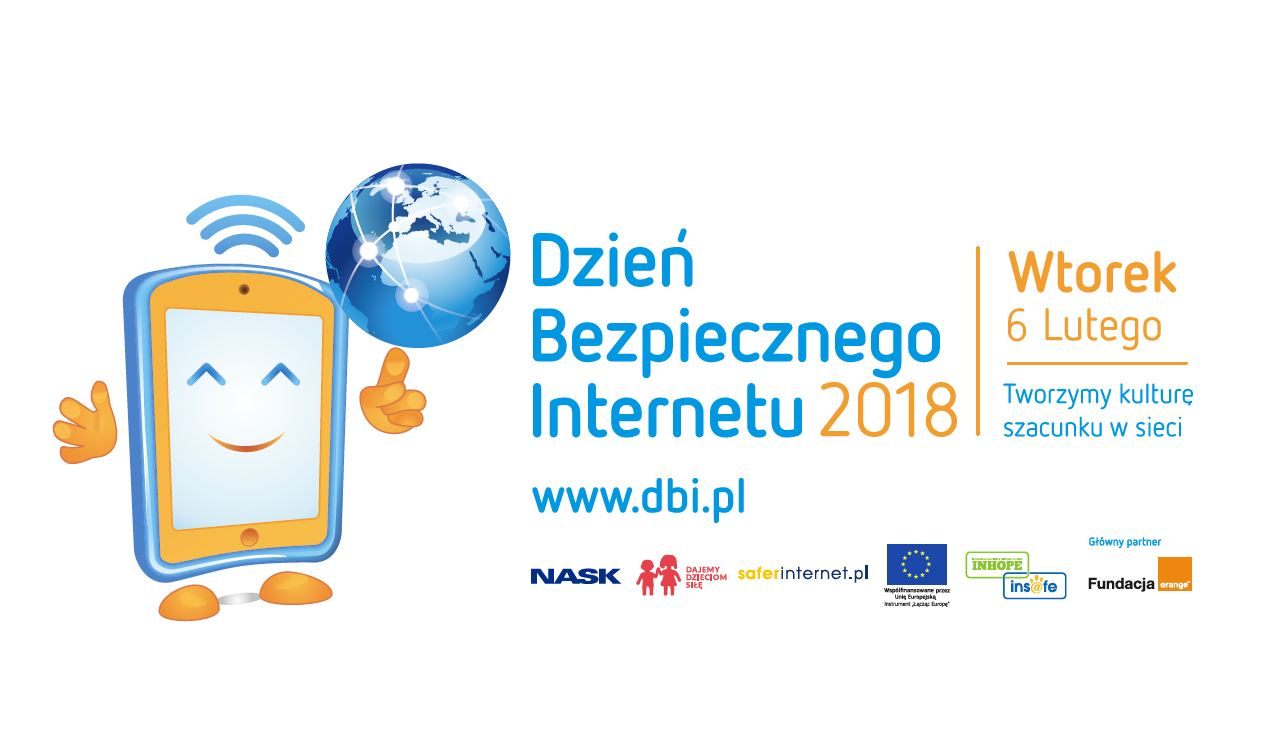 Dzień
Bezpiecznego
Internetu 2018
www.dbi.pl
Wtorek
6 Lutego
Tworzymy kulturę
szacunku w sieci
NASK
DAJEMY
DZIECIOM
SIŁĘ
saferinternet.pl
Współfinansowane przez
Unię Europejską
Instrument „Łącząc Europę"
INHOPE
ins@fe
Główny partner
Fundacja
orange™